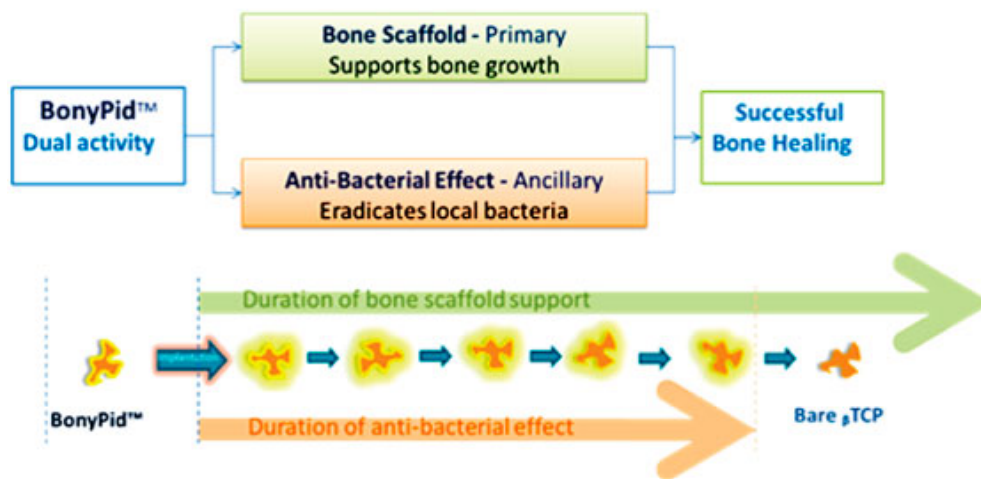 Bone Scaffold - Primary
Supports bone growth
BonyPid™
Dual activity
Successful
Bone Healing
Anti-Bacterial Effect - Ancillary
Eradicates local bacteria
Duration of bone scaffold support
Implantation
BonyPid™
Duration of anti-bacterial effect
Bare βTCP